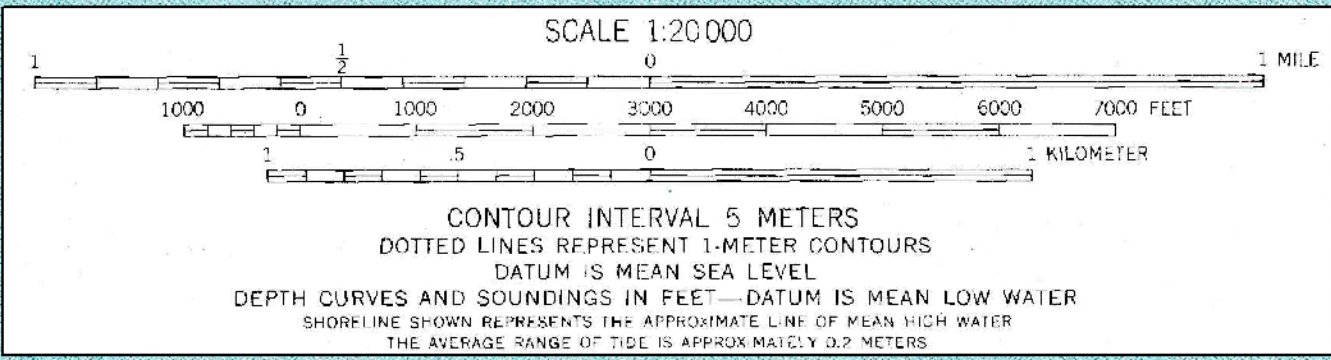 SCALE 1:20 000
1 1/2 0 1 MILE
1000 0 1000 2000 3000 4000 5000 6000 7000 FEET
1 .5 0 1 KILOMETER
CONTOUR INTERVAL 5 METERS
DOTTED LINES REPRESENT 1-METER CONTOURS
DATUM IS MEAN SEA LEVEL
DEPTH CURVES AND SOUNDINGS IN FEET—DATUM IS MEAN LOW WATER
SHORELINE SHOWN REPRESENTS THE APPROXIMATE LINE OF MEAN HIGH WATER
THE AVERAGE RANGE OF TIDE IS APPROXIMATELY 0.2 METERS